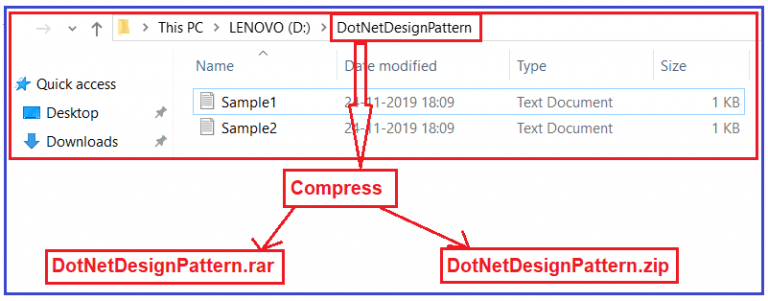 This PC > LENOVO (D:) > DotNetDesignPattern
Name Date modified Type Size
Quick access
Sample1 24-11-2019 18:09 Text Document 1 KB
Desktop
Sample2 24-11-2019 18:09 Text Document 1 KB
Downloads
Compress
DotNetDesignPattern.rar DotNetDesignPattern.zip